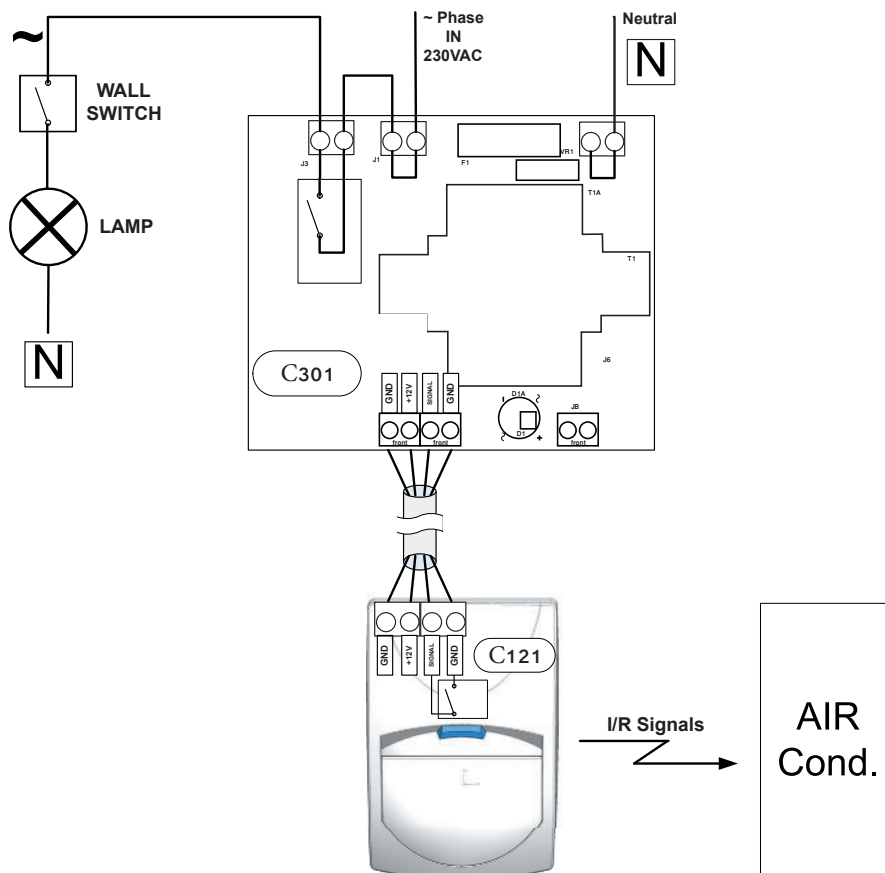 ~ Phase
IN
230VAC
Neutral
N
~
WALL
SWITCH
LAMP
N
J3
J1
F1
VR1
T1A
T1
J6
C301
GND
+12V
SIGNAL
GND
front
front
D1A
D1
~
~
+
JB
front
GND
+12V
SIGNAL
GND
C121
I/R Signals
AIR
Cond.